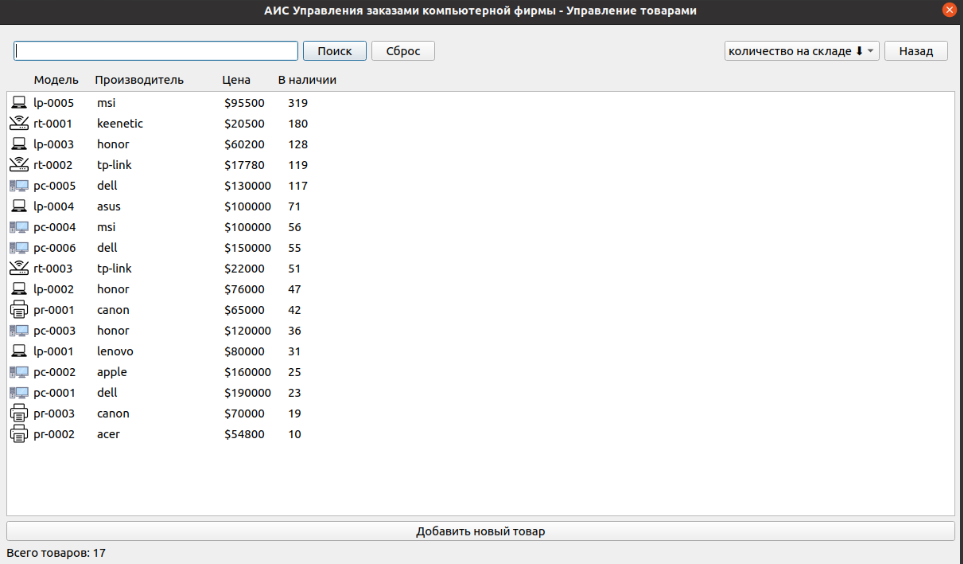 АИС Управления заказами компьютерной фирмы - Управление товарами
Поиск Сброс количество на складе ⬇ Назад
Модель Производитель Цена В наличии
lp-0005 msi $95500 319
rt-0001 keenetic $20500 180
lp-0003 honor $60200 128
rt-0002 tp-link $17780 119
pc-0005 dell $130000 117
lp-0004 asus $100000 71
pc-0004 msi $100000 56
pc-0006 dell $150000 55
rt-0003 tp-link $22000 51
lp-0002 honor $76000 47
pr-0001 canon $65000 42
pc-0003 honor $120000 36
lp-0001 lenovo $80000 31
pc-0002 apple $160000 25
pc-0001 dell $190000 23
pr-0003 canon $70000 19
pr-0002 acer $54800 10
Добавить новый товар
Всего товаров: 17